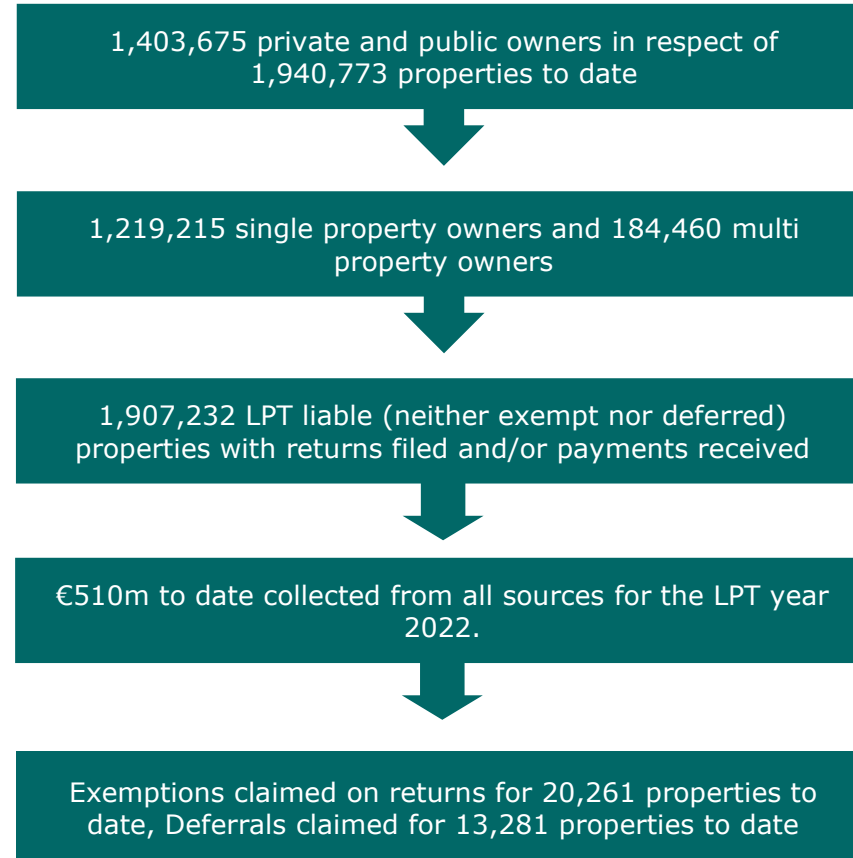 1,403,675 private and public owners in respect of
1,940,773 properties to date
1,219,215 single property owners and 184,460 multi
property owners
1,907,232 LPT liable (neither exempt nor deferred)
properties with returns filed and/or payments received
€510m to date collected from all sources for the LPT year
2022.
Exemptions claimed on returns for 20,261 properties to
date, Deferrals claimed for 13,281 properties to date